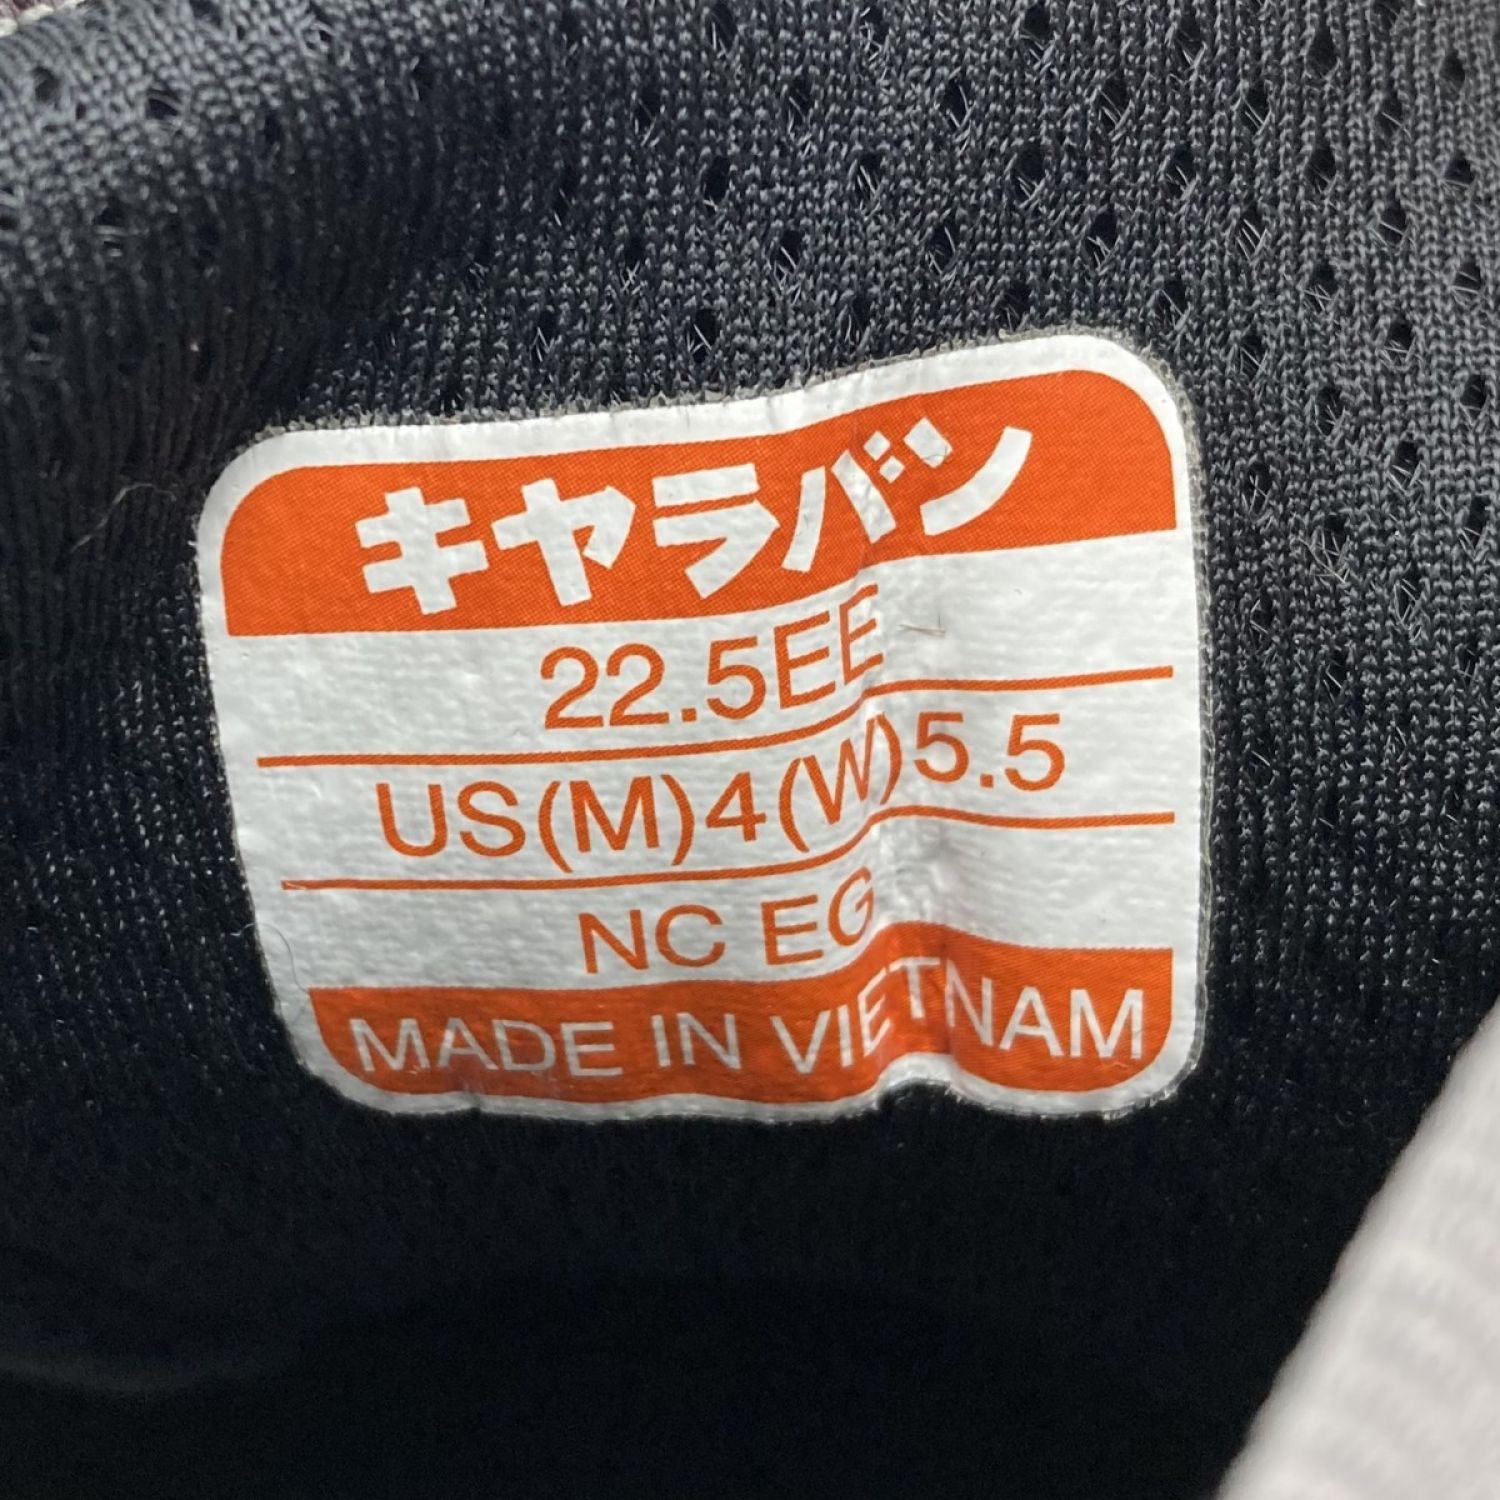 キャラバン
22.5EE
US(M)4(W)5.5
NC EG
MADE IN VIETNAM